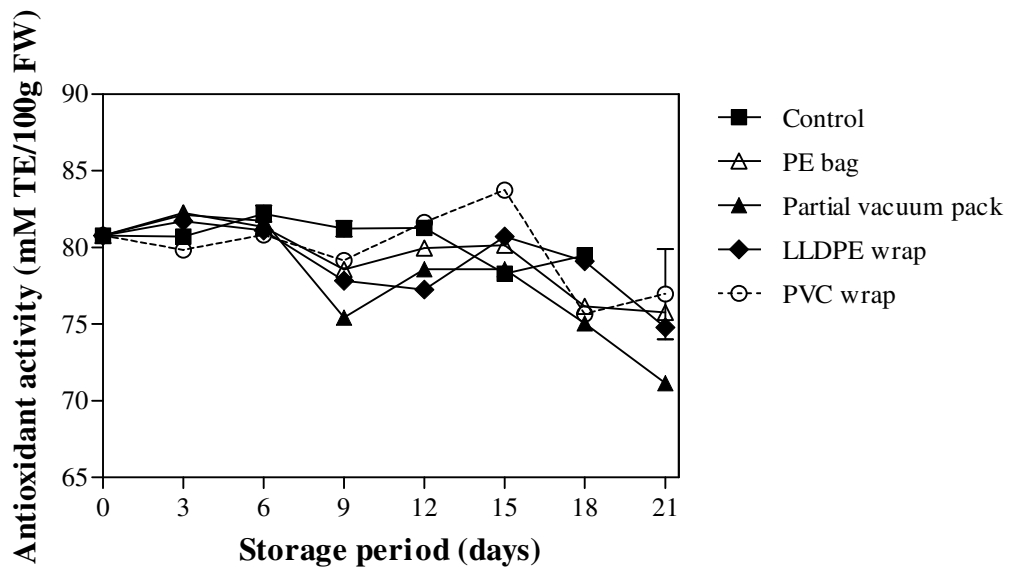 Antioxidant activity (mM TE/100g FW)
90
85
80
75
70
65
0 3 6 9 12 15 18 21
Storage period (days)
Control
PE bag
Partial vacuum pack
LLDPE wrap
PVC wrap